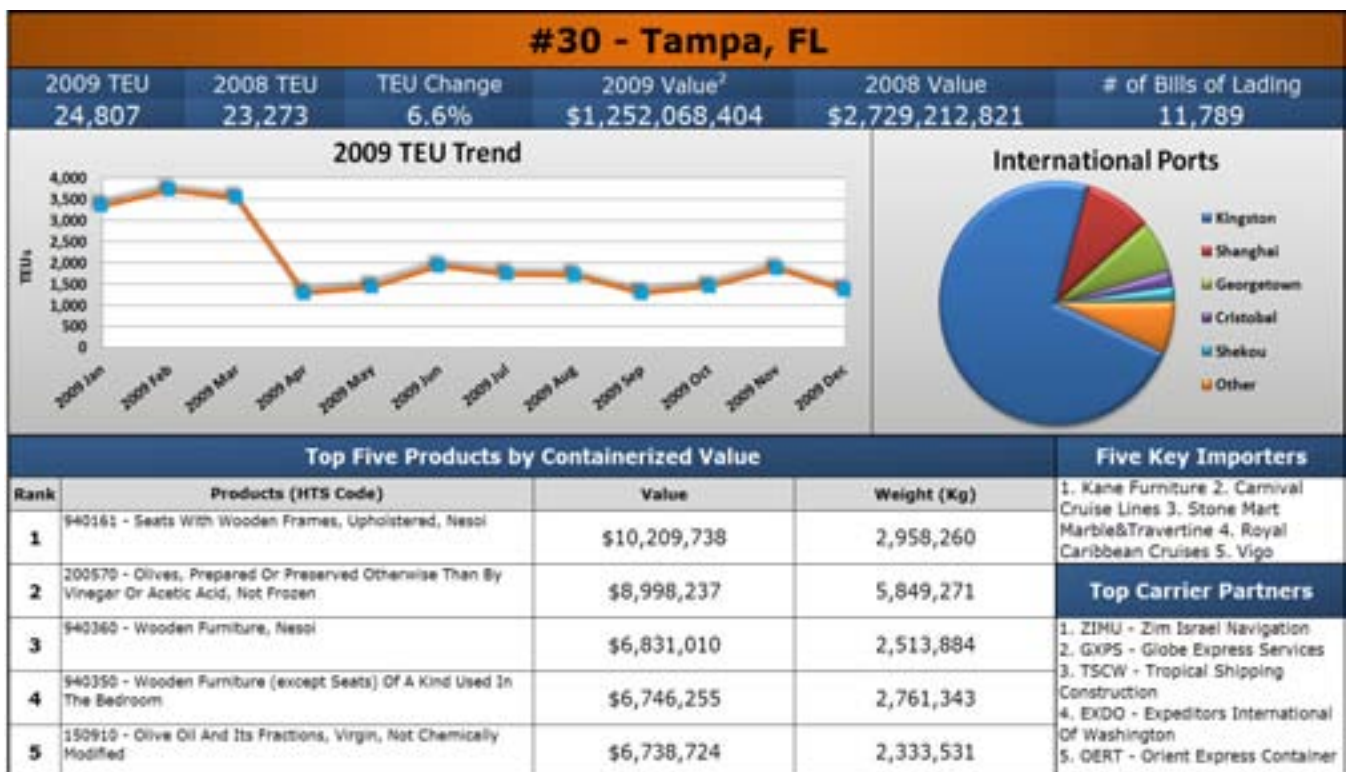 #30 - Tampa, FL
2009 TEU 2008 TEU TEU Change 2009 Value² 2008 Value # of Bills of Lading
24,807 23,273 6.6% $1,252,068,404 $2,729,212,821 11,789
2009 TEU Trend
4,000
3,500
3,000
2,500
2,000
1,500
1,000
500
0
TEUs
2009 Jan 2009 Feb 2009 Mar 2009 Apr 2009 May 2009 Jun 2009 Jul 2009 Aug 2009 Sep 2009 Oct 2009 Nov 2009 Dec
International Ports
Kingston
Shanghai
Georgetown
Cristobal
Shekou
Other
Top Five Products by Containerized Value
Rank Products (HTS Code) Value Weight (Kg)
1 940161 - Seats With Wooden Frames, Upholstered, Nesoi $10,209,738 2,958,260
2 200570 - Olives, Prepared Or Preserved Otherwise Than By
Vinegar Or Acetic Acid, Not Frozen $8,998,237 5,849,271
3 940360 - Wooden Furniture, Nesoi $6,831,010 2,513,884
4 940350 - Wooden Furniture (except Seats) Of A Kind Used In
The Bedroom $6,746,255 2,761,343
5 150910 - Olive Oil And Its Fractions, Virgin, Not Chemically
Modified $6,738,724 2,333,531
Five Key Importers
1. Kane Furniture 2. Carnival
Cruise Lines 3. Stone Mart
Marble&Travertine 4. Royal
Caribbean Cruises 5. Vigo
Top Carrier Partners
1. ZIMU - Zim Israel Navigation
2. GXPS - Globe Express Services
3. TSCW - Tropical Shipping
Construction
4. EXDO - Expeditors International
Of Washington
5. OERT - Orient Express Container